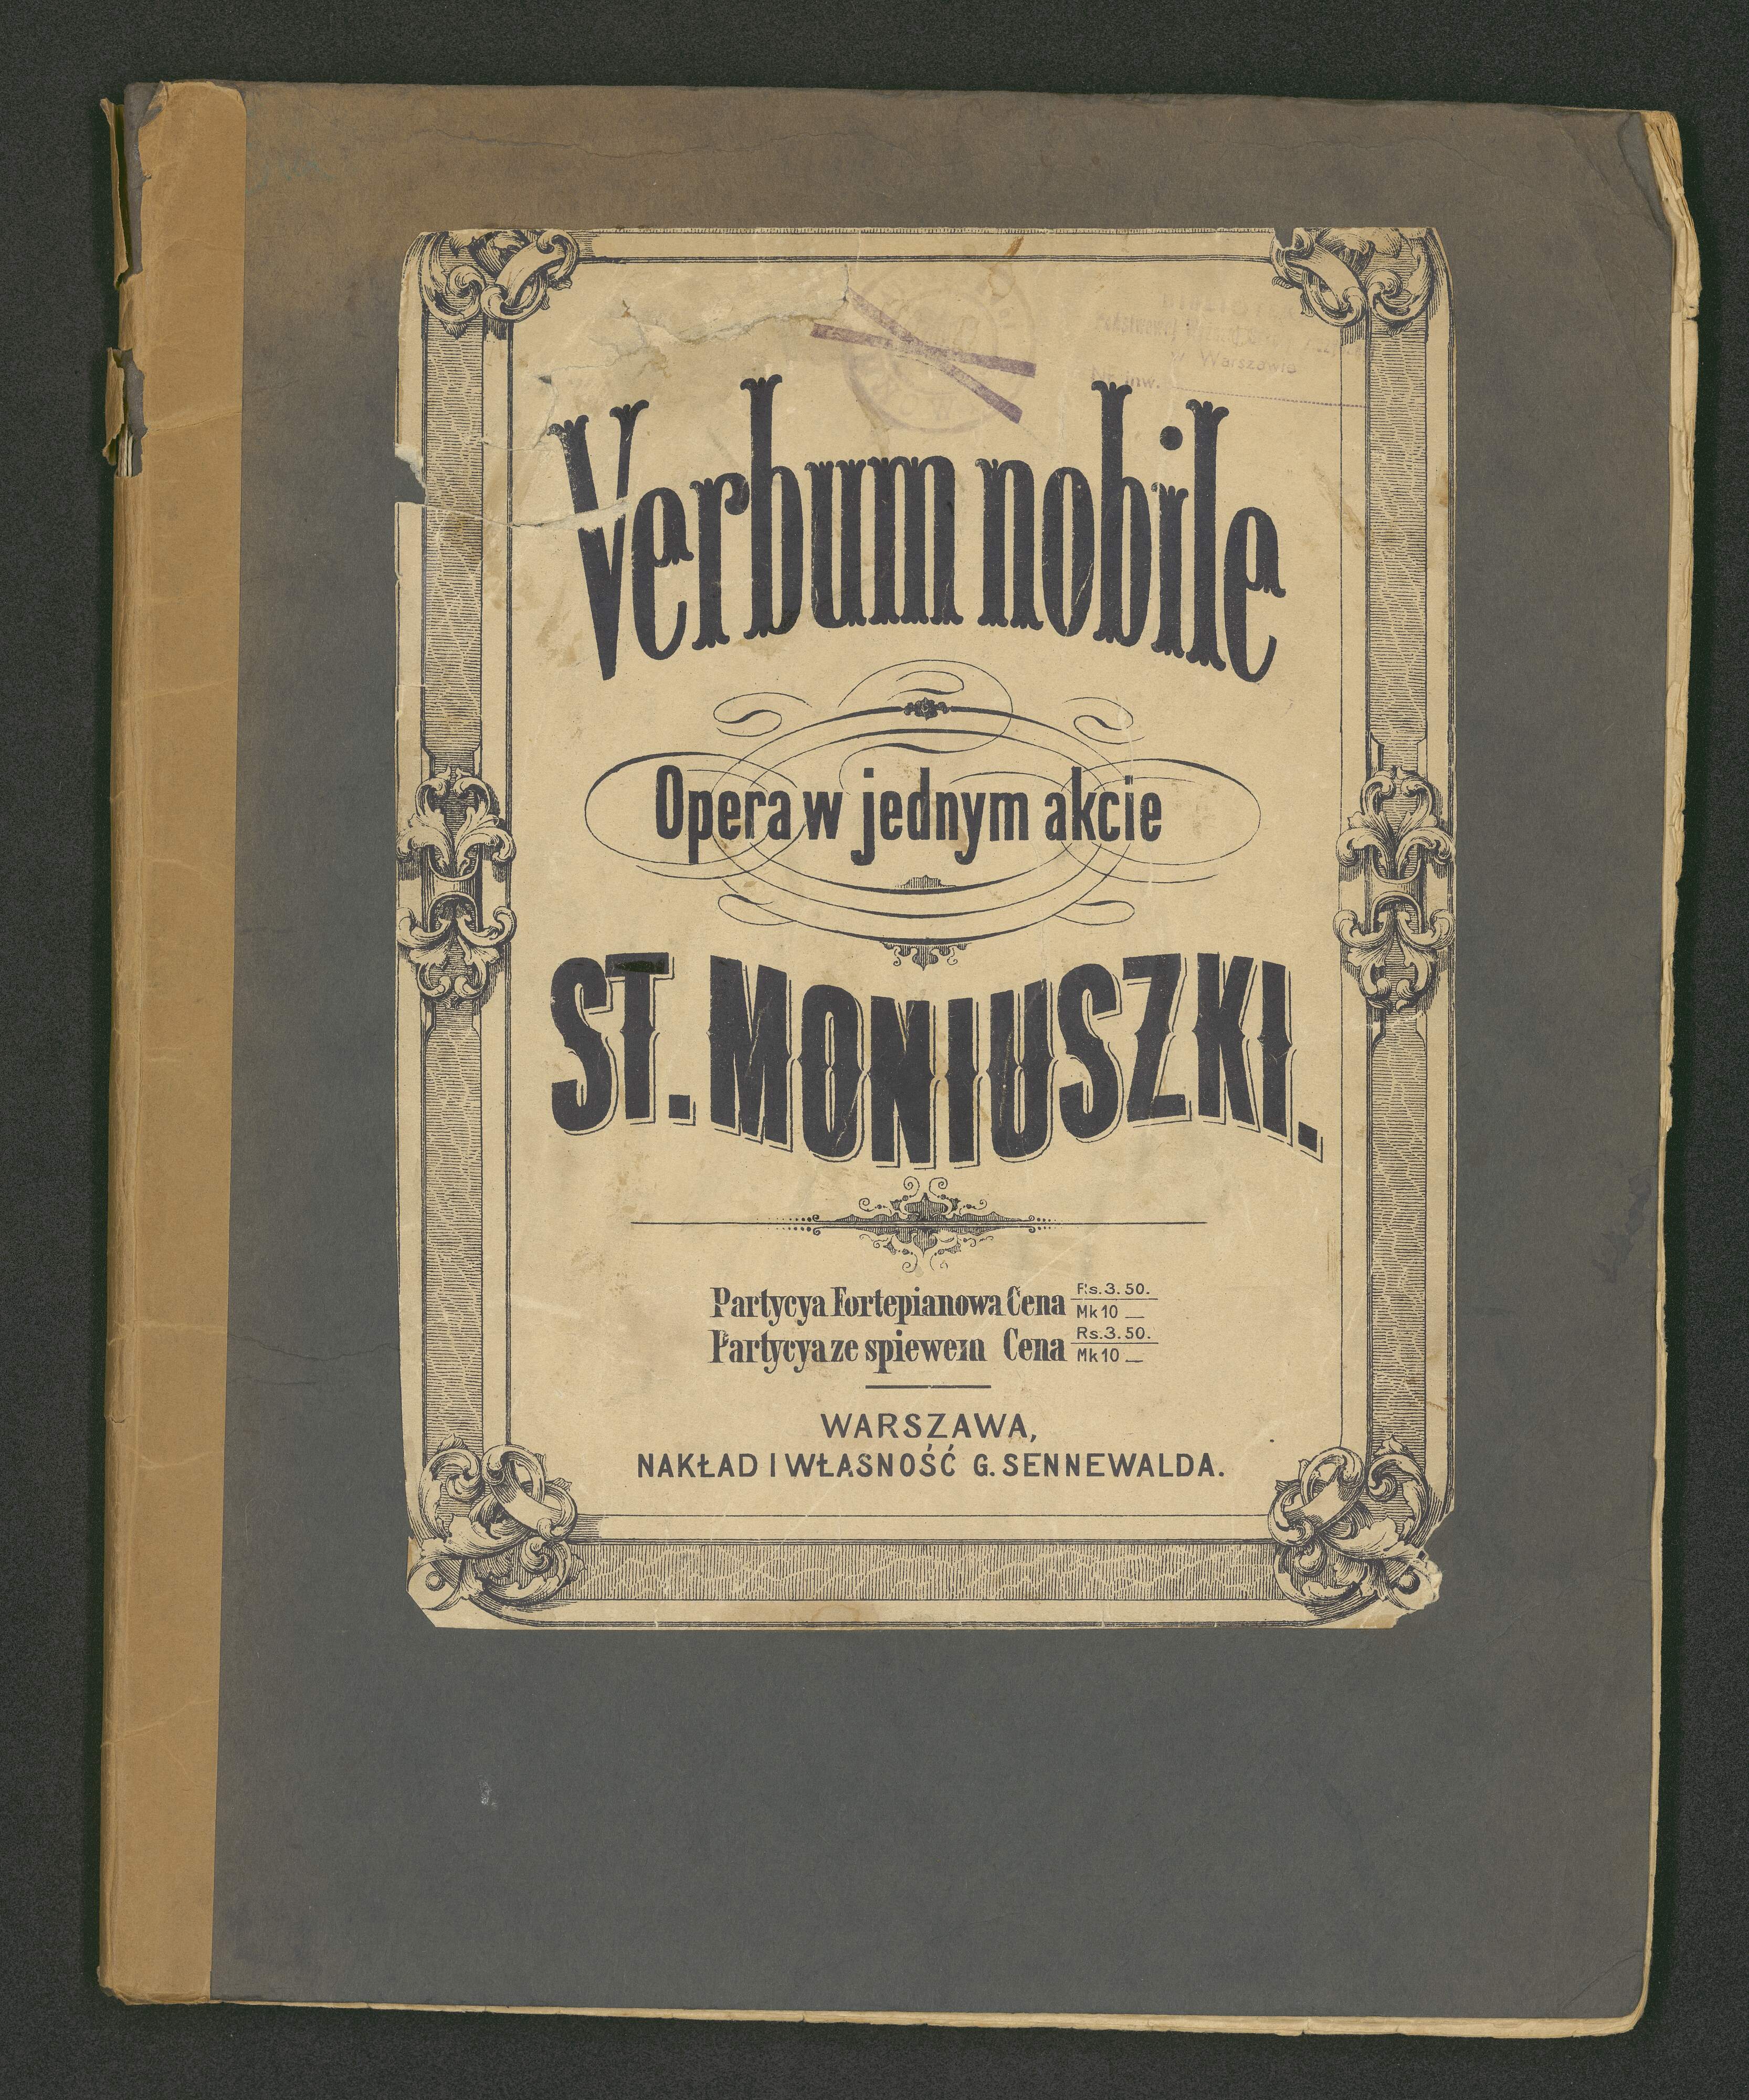 w Warszawie
Nr. inw.
Verbum nobile
Opera w jednym akcie
ST. MONIUSZKI.
Partycya Fortepianowa Cena Rs. 3. 50.
Mk 10 —
Partycya ze spiewem Cena Rs. 3. 50.
Mk 10 —
WARSZAWA,
NAKŁAD I WŁASNOŚĆ G. SENNEWALDA.